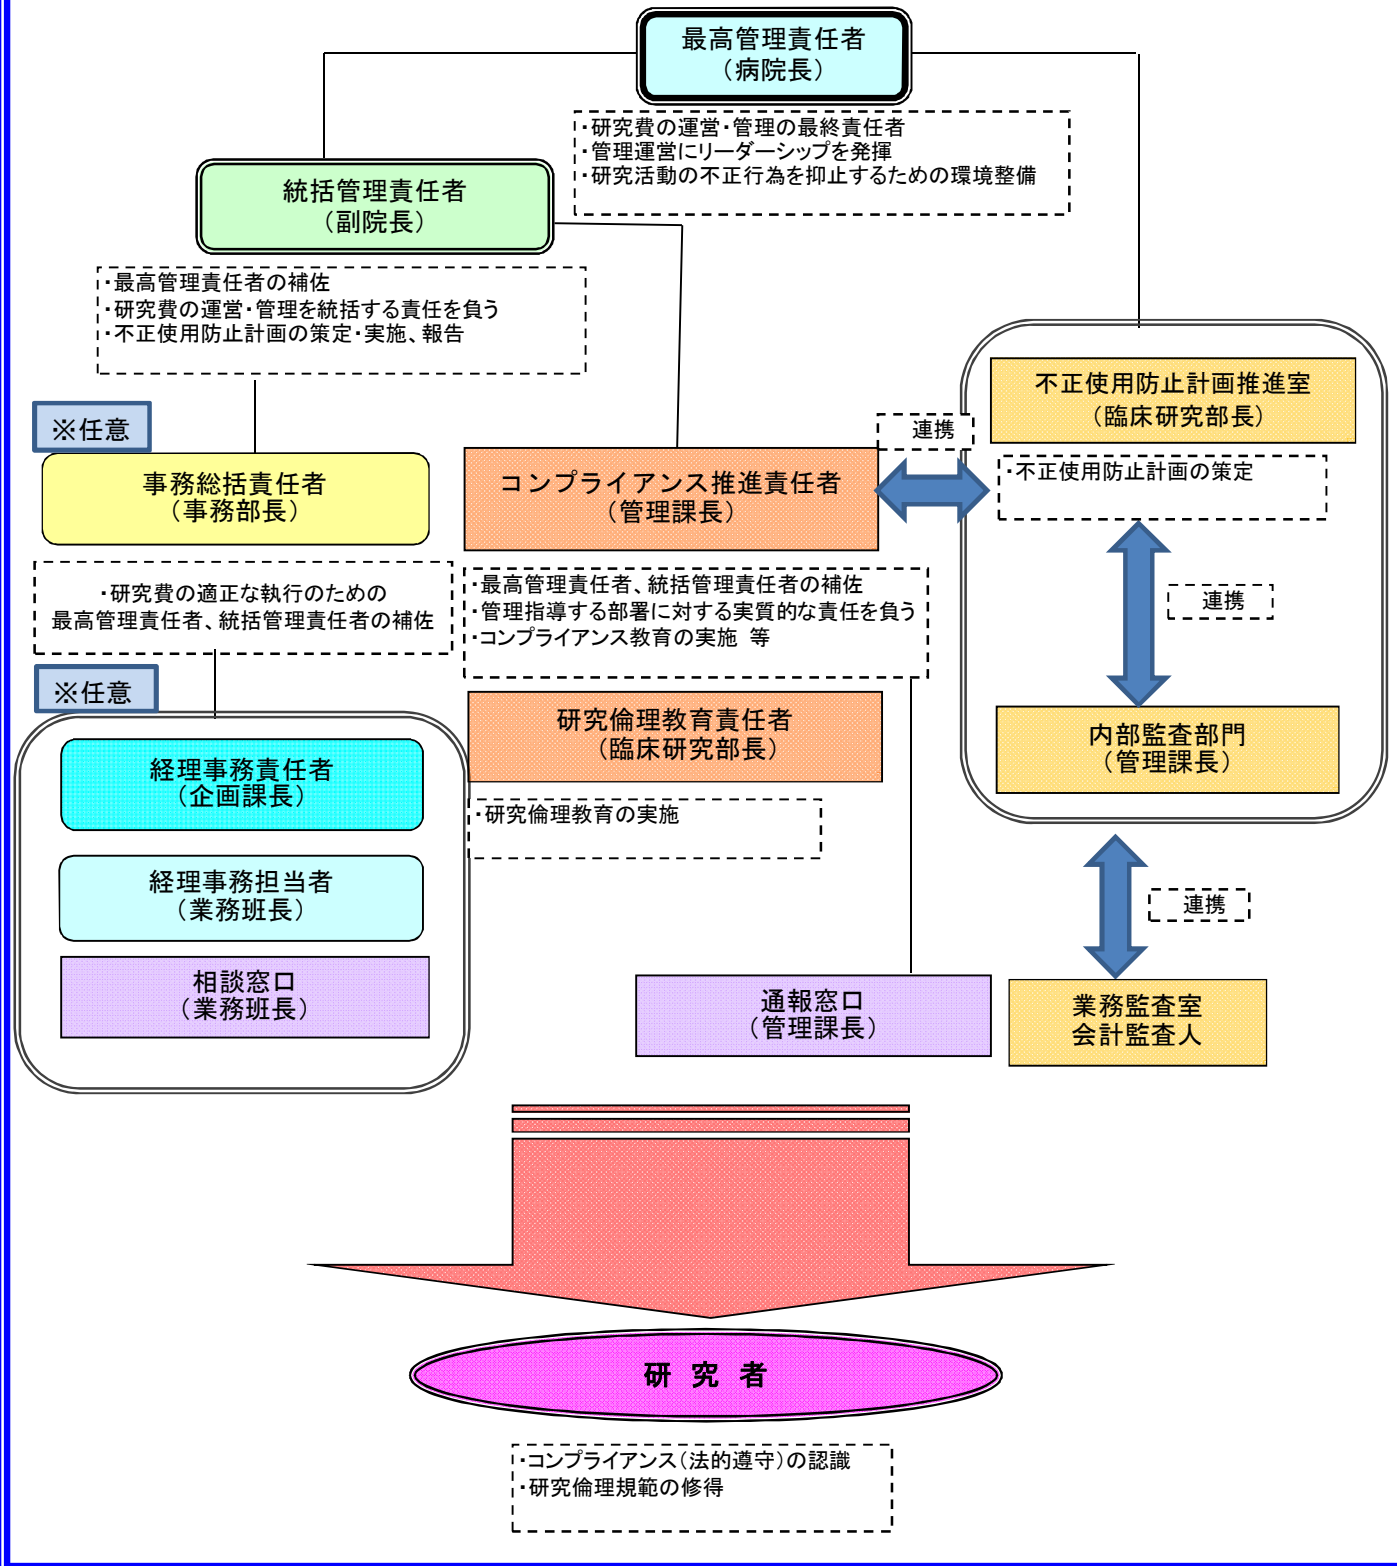 最高管理責任者
（病院長）
・研究費の運営・管理の最終責任者
・管理運営にリーダーシップを発揮
・研究活動の不正行為を抑止するための環境整備
統括管理責任者
（副院長）
・最高管理責任者の補佐
・研究費の運営・管理を統括する責任を負う
・不正使用防止計画の策定・実施、報告
不正使用防止計画推進室
（臨床研究部長）
・不正使用防止計画の策定
連携
※任意
事務総括責任者
（事務部長）
コンプライアンス推進責任者
（管理課長）
・研究費の適正な執行のための
最高管理責任者、統括管理責任者の補佐
・最高管理責任者、統括管理責任者の補佐
・管理指導する部署に対する実質的な責任を負う
・コンプライアンス教育の実施 等
連携
※任意
研究倫理教育責任者
（臨床研究部長）
・研究倫理教育の実施
内部監査部門
（管理課長）
経理事務責任者
（企画課長）
経理事務担当者
（業務班長）
相談窓口
（業務班長）
連携
通報窓口
（管理課長）
業務監査室
会計監査人
研 究 者
・コンプライアンス（法的遵守）の認識
・研究倫理規範の修得